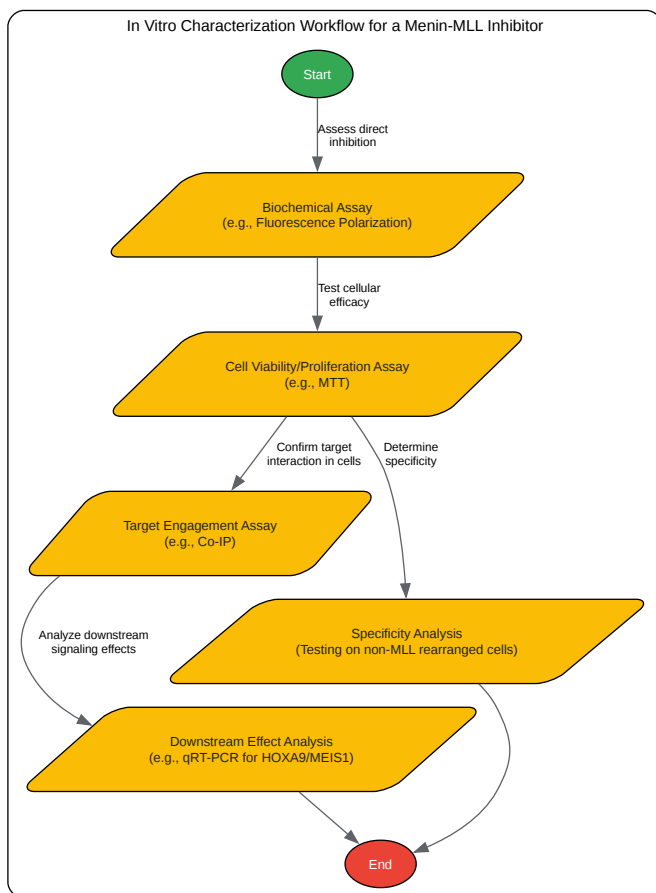 In Vitro Characterization Workflow for a Menin-MLL Inhibitor
Start
Assess direct
inhibition
Biochemical Assay
(e.g., Fluorescence Polarization)
Test cellular
efficacy
Cell Viability/Proliferation Assay
(e.g., MTT)
Confirm target
interaction in cells
Determine
specificity
Target Engagement Assay
(e.g., Co-IP)
Analyze downstream
signaling effects
Specificity Analysis
(Testing on non-MLL rearranged cells)
Downstream Effect Analysis
(e.g., qRT-PCR for HOXA9/MEIS1)
End